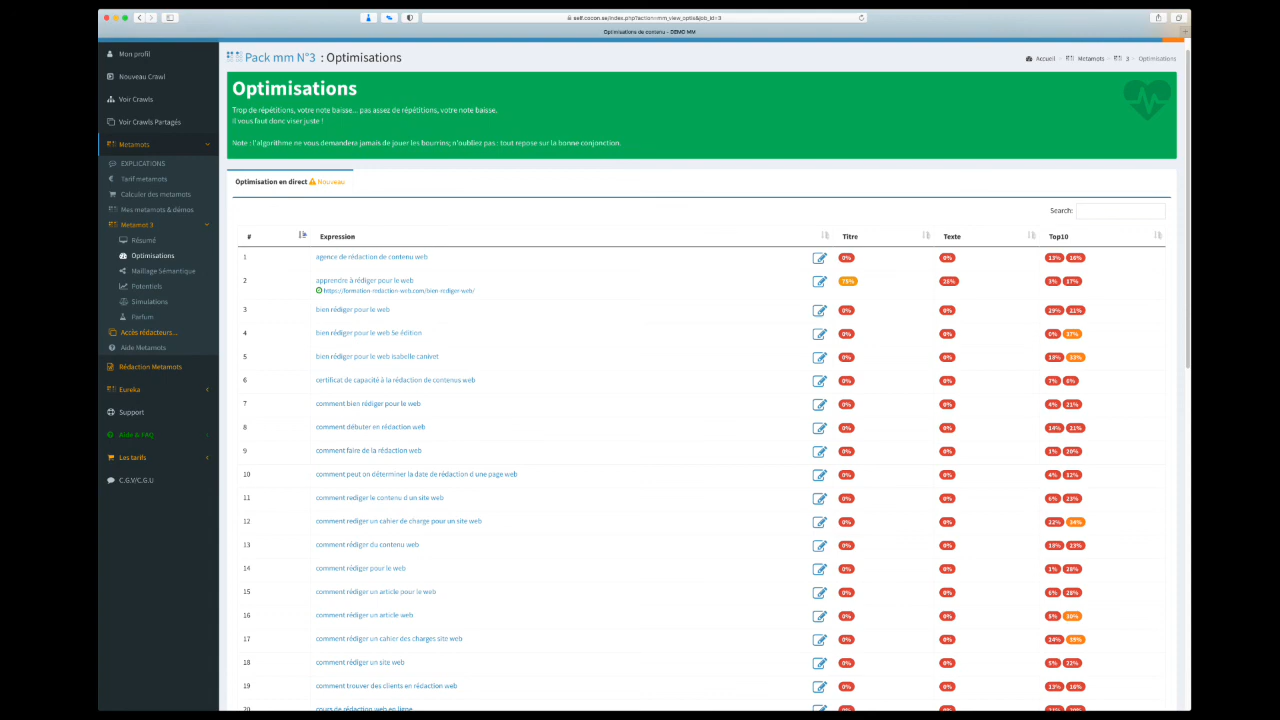 self.cocon.se/index.php?action=mm_view_optis&job_id=3
Optimisations de contenu - DEMO MM
Mon profil
Nouveau Crawl
Voir Crawls
Voir Crawls Partagés
Metamots
EXPLICATIONS
Tarif metamots
Calculer des metamots
Mes metamots & démos
Metamot 3
Résumé
Optimisations
Maillage Sémantique
Potentiels
Simulations
Parfum
Accès rédacteurs...
Aide Metamots
Rédaction Metamots
Eureka
Support
Aide & FAQ
Les tarifs
C.G.V/C.G.U
Pack mm N°3 : Optimisations
Accueil Metamots 3 Optimisations
Optimisations
Trop de répétitions, votre note baisse... pas assez de répétitions, votre note baisse.
Il vous faut donc viser juste !
Note : l'algorithme ne vous demandera jamais de jouer les bourrins; n'oubliez pas : tout repose sur la bonne conjonction.
Optimisation en direct Nouveau
Search:
# Expression Titre Texte Top10
1 agence de rédaction de contenu web 0% 0% 13% 18%
2 apprendre à rédiger pour le web 78% 28% 3% 17%
https://formation-redaction-web.com/bien-rediger-web/
3 bien rédiger pour le web 0% 0% 29% 21%
4 bien rédiger pour le web 5e édition 0% 0% 6% 37%
5 bien rédiger pour le web isabelle canivet 0% 0% 18% 33%
6 certificat de capacité à la rédaction de contenus web 0% 0% 7% 8%
7 comment bien rédiger pour le web 0% 0% 4% 21%
8 comment débuter en rédaction web 0% 0% 14% 21%
9 comment faire de la rédaction web 0% 0% 1% 20%
10 comment peut on déterminer la date de rédaction d une page web 0% 0% 4% 32%
11 comment rediger le contenu d un site web 0% 0% 6% 23%
12 comment rediger un cahier de charge pour un site web 0% 0% 22% 34%
13 comment rédiger du contenu web 0% 0% 18% 23%
14 comment rédiger pour le web 0% 0% 1% 28%
15 comment rédiger un article pour le web 0% 0% 6% 28%
16 comment rédiger un article web 0% 0% 5% 30%
17 comment rédiger un cahier des charges site web 0% 0% 24% 39%
18 comment rédiger un site web 0% 0% 5% 22%
19 comment trouver des clients en rédaction web 0% 0% 13% 16%
20 cours de rédaction web en ligne